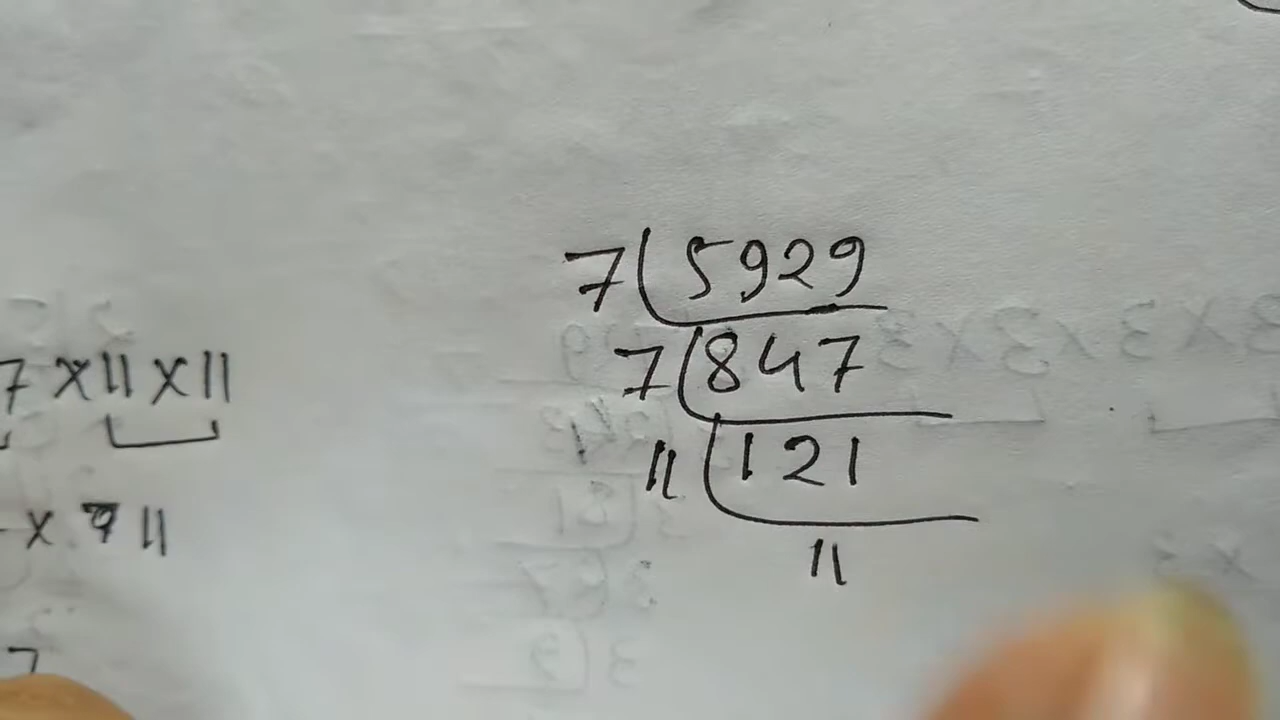 7 | 5929
7 | 847
11 | 121
11
7 x 11 x 11
x 11
7